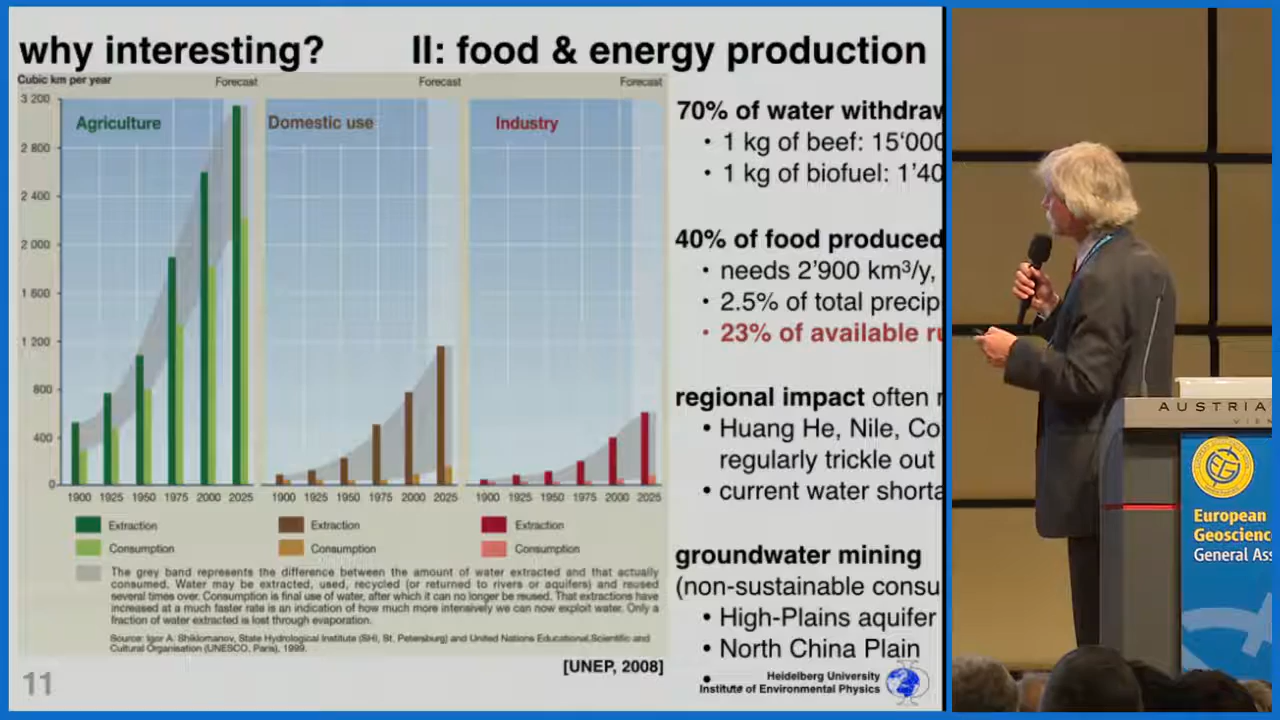 why interesting? II: food & energy production
Cubic km per year
Forecast
Forecast
Forecast
3 200
2 800
2 400
2 000
1 600
1 200
800
400
0
Agriculture
Domestic use
Industry
1900 1925 1950 1975 2000 2025
1900 1925 1950 1975 2000 2025
1900 1925 1950 1975 2000 2025
Extraction
Consumption
Extraction
Consumption
Extraction
Consumption
The grey band represents the difference between the amount of water extracted and that actually
consumed. Water may be extracted, used, recycled (or returned to rivers or aquifers) and reused
several times over. Consumption is final use of water, after which it can no longer be reused. That extractions have
increased at a much faster rate is an indication of how much more intensively we can now exploit water. Only a
fraction of water extracted is lost through evaporation.
Source: Igor A. Shiklomanov, State Hydrological Institute (SHI, St. Petersburg) and United Nations Educational,Scientific and
Cultural Organisation (UNESCO, Paris), 1999.
[UNEP, 2008]
11
70% of water withdraw
• 1 kg of beef: 15‘000
• 1 kg of biofuel: 1’40
40% of food produced
• needs 2’900 km³/y,
• 2.5% of total precip
• 23% of available ru
regional impact often r
• Huang He, Nile, Co
regularly trickle out
• current water shorta
groundwater mining
(non-sustainable consu
• High-Plains aquifer
• North China Plain
Heidelberg University
Institute of Environmental Physics
AUSTRIA
VIEN
European
Geoscienc
General Ass